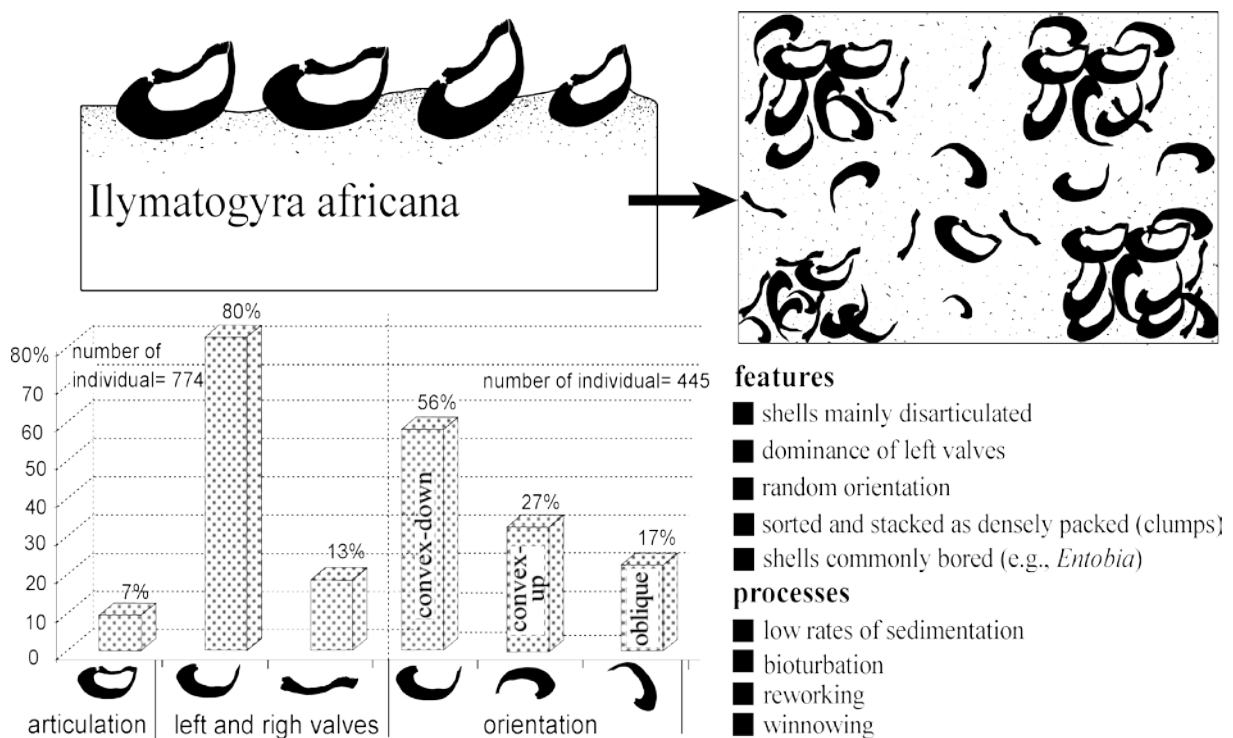 Ilymatogyra africana
80%
80%
number of
individual= 774
number of individual= 445
70
56%
60
50
40
30
27%
20
13%
17%
10
7%
0
convex-down
convex-
up
oblique
articulation
left and righ valves
orientation
features
shells mainly disarticulated
dominance of left valves
random orientation
sorted and stacked as densely packed (clumps)
shells commonly bored (e.g., Entobia)
processes
low rates of sedimentation
bioturbation
reworking
winnowing